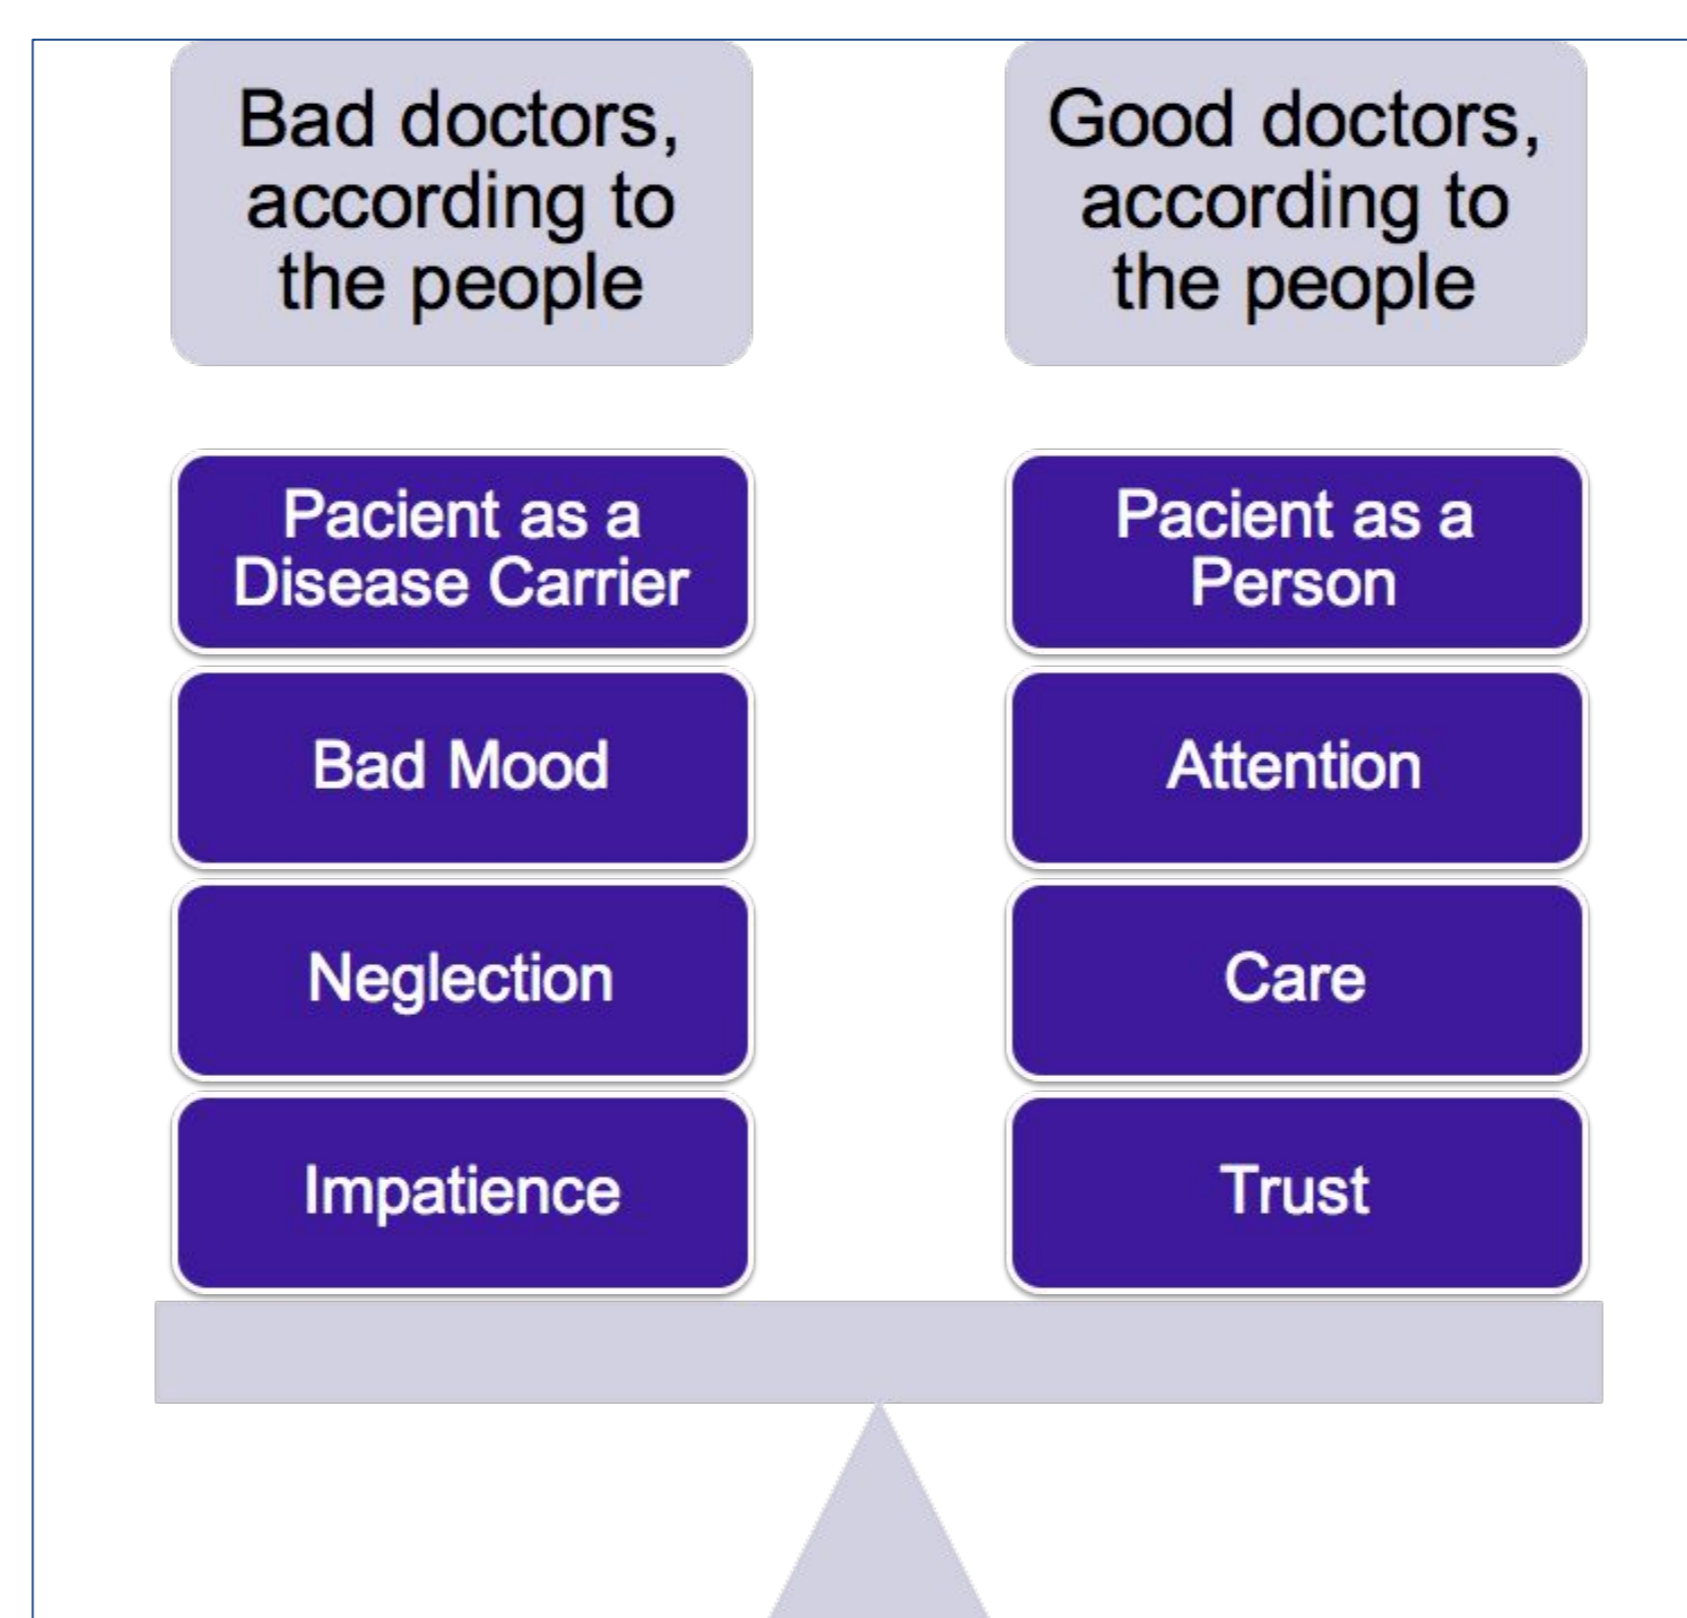 Bad doctors,
according to
the people
Good doctors,
according to
the people
Pacient as a
Disease Carrier
Pacient as a
Person
Bad Mood
Attention
Neglection
Care
Impatience
Trust